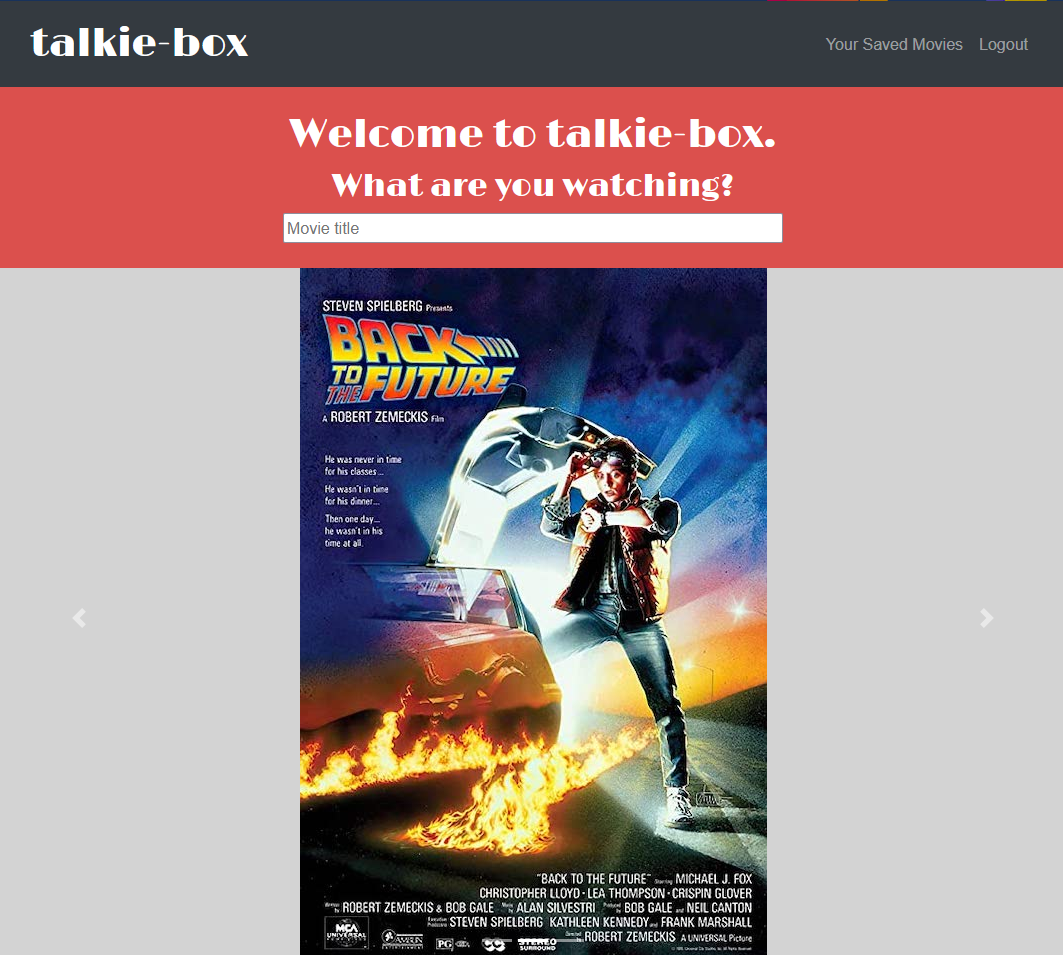 talkie-box
Your Saved Movies Logout
Welcome to talkie-box.
What are you watching?
Movie title
STEVEN SPIELBERG Presents
BACK
TO THE FUTURE
A ROBERT ZEMECKIS Film
He was never in time
for his classes...
He wasn't in time
for his dinner...
Then one day...
he wasn't in his
time at all.
"BACK TO THE FUTURE" Starring MICHAEL J. FOX
CHRISTOPHER LLOYD · LEA THOMPSON · CRISPIN GLOVER
ROBERT ZEMECKIS & BOB GALE Music by ALAN SILVESTRI Produced by BOB GALE and NEIL CANTON
Executive Producers STEVEN SPIELBERG KATHLEEN KENNEDY and FRANK MARSHALL
Directed by ROBERT ZEMECKIS A UNIVERSAL Picture
MCA
UNIVERSAL
AMBLIN
ENTERTAINMENT
PG
STEREO
SURROUND